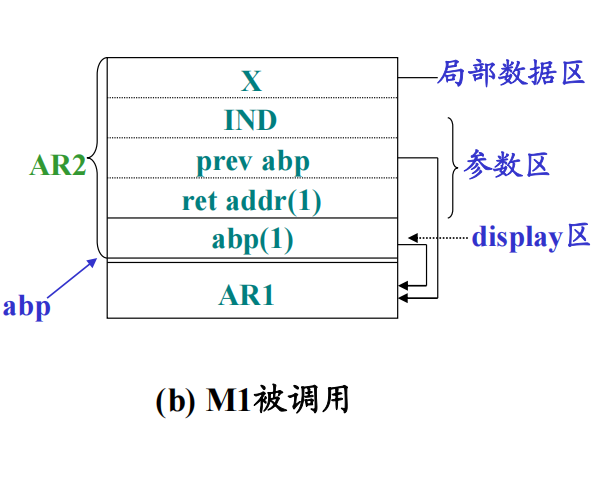 X
局部数据区
IND
AR2
prev abp
参数区
ret addr(1)
abp(1)
display区
abp
AR1
(b) M1被调用